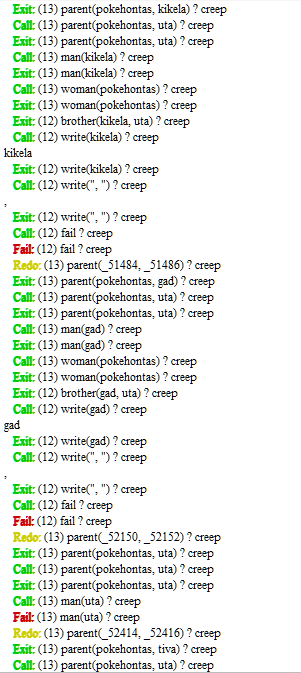 Exit: (13) parent(pokehontas, kikela) ? creep
Call: (13) parent(pokehontas, uta) ? creep
Exit: (13) parent(pokehontas, uta) ? creep
Call: (13) man(kikela) ? creep
Exit: (13) man(kikela) ? creep
Call: (13) woman(pokehontas) ? creep
Exit: (13) woman(pokehontas) ? creep
Exit: (12) brother(kikela, uta) ? creep
Call: (12) write(kikela) ? creep
kikela
Exit: (12) write(kikela) ? creep
Call: (12) write(", ") ? creep
,
Exit: (12) write(", ") ? creep
Call: (12) fail ? creep
Fail: (12) fail ? creep
Redo: (13) parent(_51484, _51486) ? creep
Exit: (13) parent(pokehontas, gad) ? creep
Call: (13) parent(pokehontas, uta) ? creep
Exit: (13) parent(pokehontas, uta) ? creep
Call: (13) man(gad) ? creep
Exit: (13) man(gad) ? creep
Call: (13) woman(pokehontas) ? creep
Exit: (13) woman(pokehontas) ? creep
Exit: (12) brother(gad, uta) ? creep
Call: (12) write(gad) ? creep
gad
Exit: (12) write(gad) ? creep
Call: (12) write(", ") ? creep
,
Exit: (12) write(", ") ? creep
Call: (12) fail ? creep
Fail: (12) fail ? creep
Redo: (13) parent(_52150, _52152) ? creep
Exit: (13) parent(pokehontas, uta) ? creep
Call: (13) parent(pokehontas, uta) ? creep
Exit: (13) parent(pokehontas, uta) ? creep
Call: (13) man(uta) ? creep
Fail: (13) man(uta) ? creep
Redo: (13) parent(_52414, _52416) ? creep
Exit: (13) parent(pokehontas, tiva) ? creep
Call: (13) parent(pokehontas, uta) ? creep